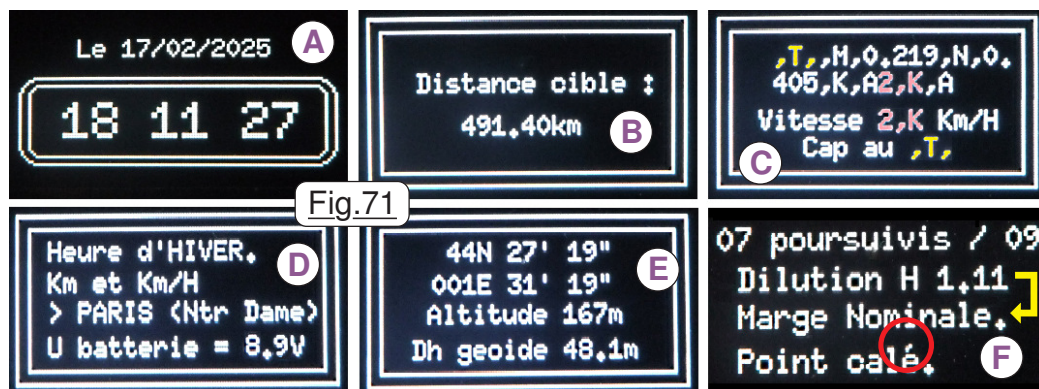 Le 17/02/2025
A
18 11 27
Distance cible :
491.40km
B
,T,,M,0.219,N,0.
405,K,A2,K,A
Vitesse 2,K Km/H
Cap au ,T,
C
Fig.71
Heure d'HIVER.
Km et Km/H
> PARIS (Ntr Dame)
U batterie = 8.9V
D
44N 27' 19"
001E 31' 19"
Altitude 167m
Dh geoide 48.1m
E
07 poursuivis / 09
Dilution H 1.11
Marge Nominale.
Point calé.
F